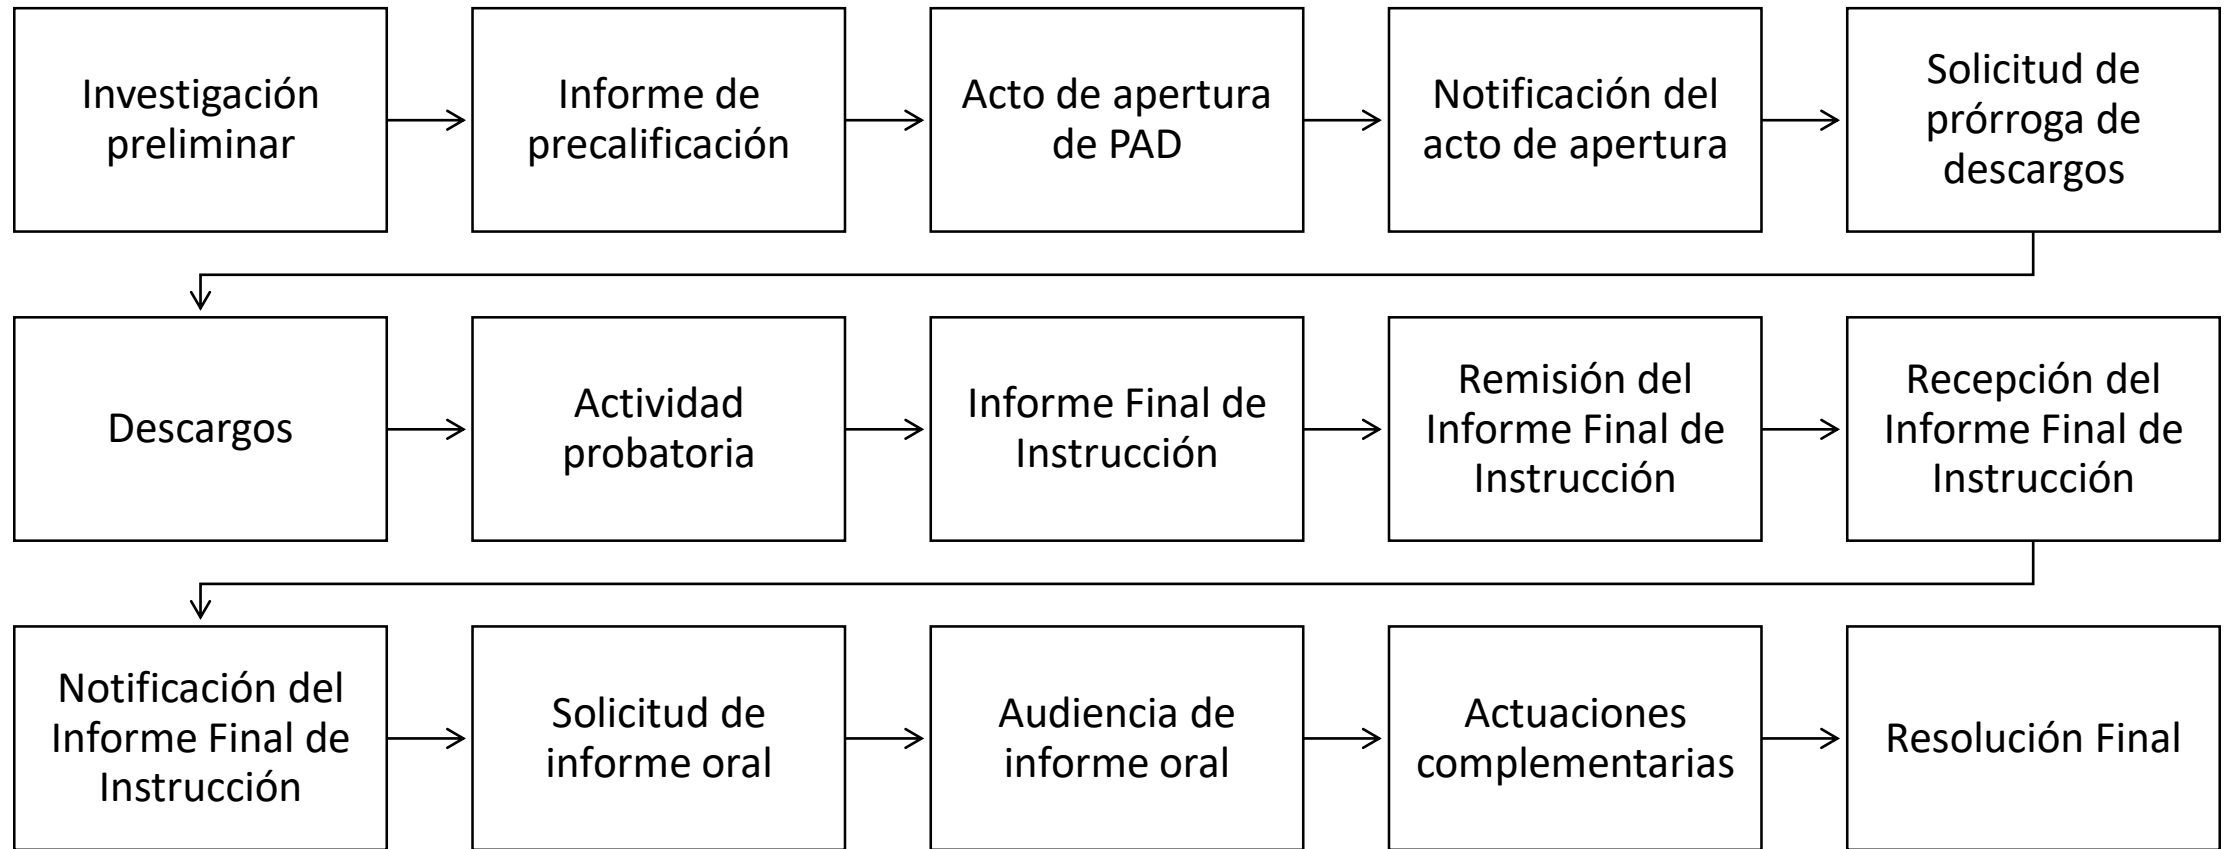 Investigación
preliminar
Informe de
precalificación
Acto de apertura
de PAD
Notificación del
acto de apertura
Solicitud de
prórroga de
descargos
Descargos
Actividad
probatoria
Informe Final de
Instrucción
Remisión del
Informe Final de
Instrucción
Recepción del
Informe Final de
Instrucción
Notificación del
Informe Final de
Instrucción
Solicitud de
informe oral
Audiencia de
informe oral
Actuaciones
complementarias
Resolución Final